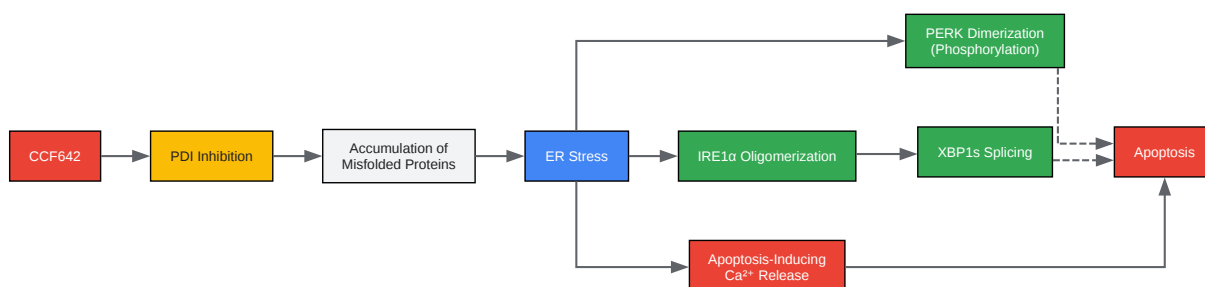 PERK Dimerization
(Phosphorylation)
CCF642
PDI Inhibition
Accumulation of
Misfolded Proteins
ER Stress
IRE1α Oligomerization
XBP1s Splicing
Apoptosis
Apoptosis-Inducing
Ca²⁺ Release